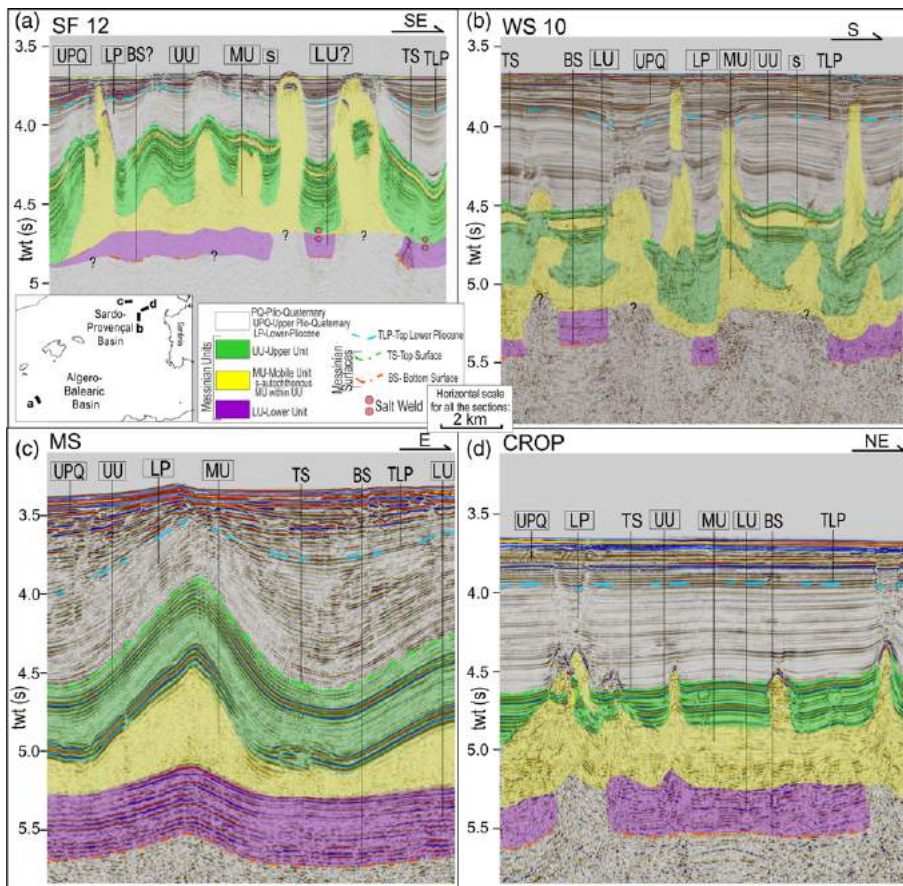 (a) SF 12 SE
UPQ LP BS? UU MU s LU? TS TLP
3.5
4.0
4.5
5
twt (s)
? ? ? ?
(b) WS 10 S
TS BS LU UPQ LP MU UU s TLP
3.5
4.0
4.5
5.0
5.5
twt (s)
? ? ?
c d
b
a
Sardo-
Provençal
Basin
Sardinia
Algero-
Balearic
Basin
PQ-Plio-Quaternary
UPQ-Upper Plio-Quaternary
LP-Lower-Pliocene
Messinian Units
UU-Upper Unit
MU-Mobile Unit
s-autochthonous
MU within UU
LU-Lower Unit
TLP-Top Lower Pliocene
Messinian
Surfaces
TS-Top Surface
BS- Bottom Surface
Salt Weld
Horizontal scale
for all the sections:
2 km
(c) MS E
UPQ UU LP MU TS BS TLP LU
3.5
4.0
4.5
5.0
5.5
twt (s)
(d) CROP NE
UPQ LP TS UU MU LU BS TLP
3.5
4.0
4.5
5.0
5.5
twt (s)